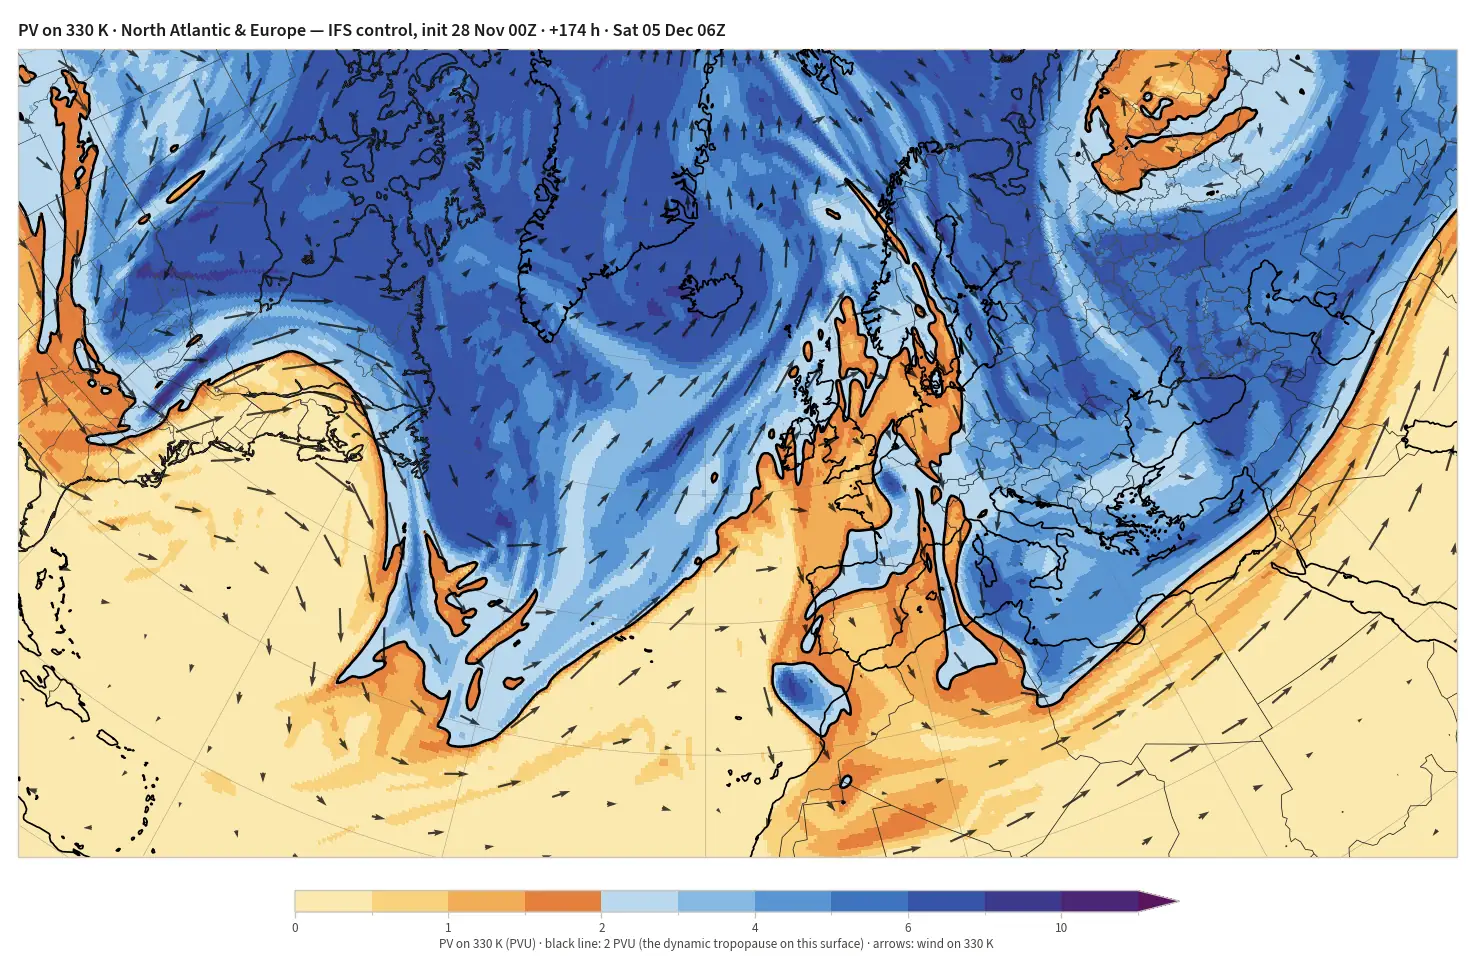 PV on 330 K · North Atlantic & Europe — IFS control, init 28 Nov 00Z · +174 h · Sat 05 Dec 06Z
0 1 2 4 6 10
PV on 330 K (PVU) · black line: 2 PVU (the dynamic tropopause on this surface) · arrows: wind on 330 K